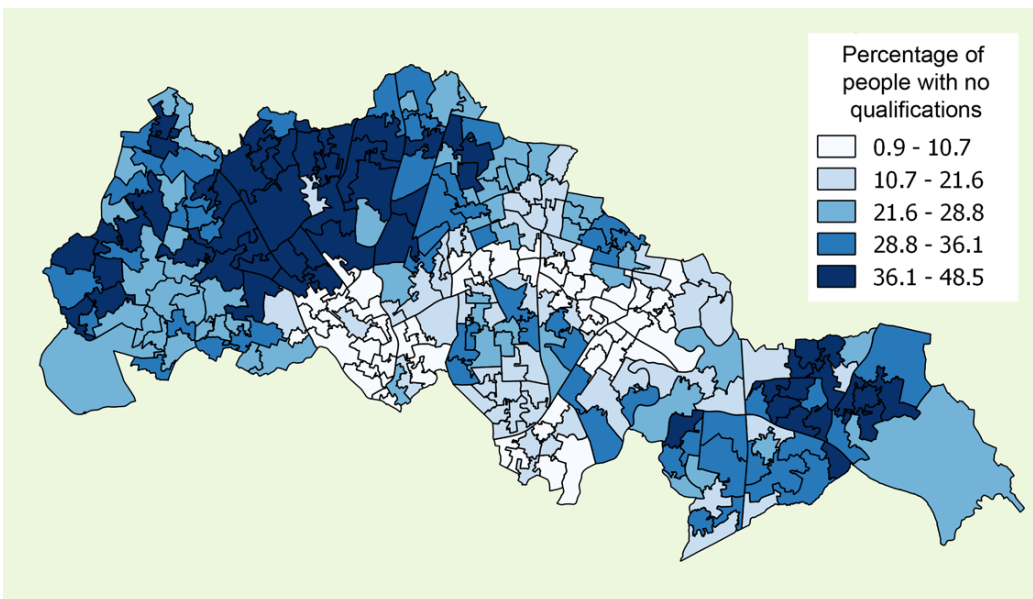 Percentage of
people with no
qualifications
0.9 - 10.7
10.7 - 21.6
21.6 - 28.8
28.8 - 36.1
36.1 - 48.5